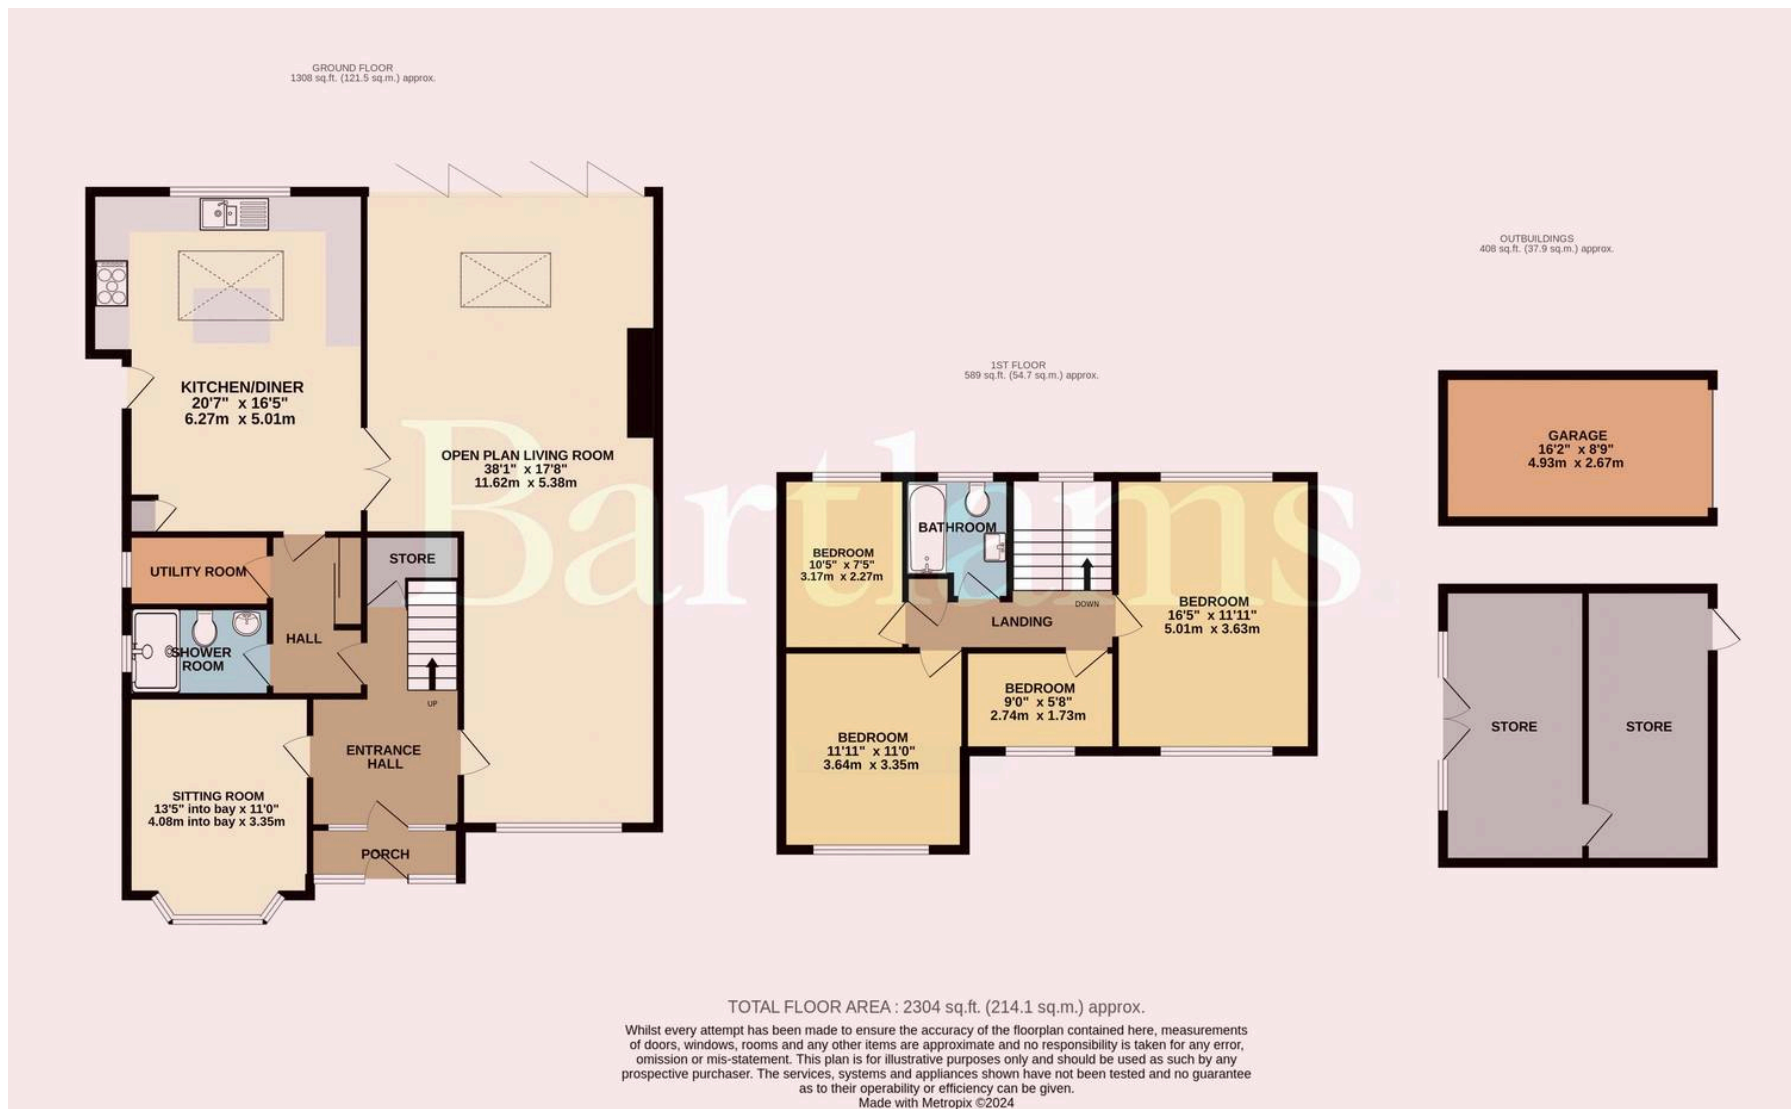 GROUND FLOOR
1308 sq.ft. (121.5 sq.m.) approx.
KITCHEN/DINER
20'7" x 16'5"
6.27m x 5.01m
OPEN PLAN LIVING ROOM
38'1" x 17'8"
11.62m x 5.38m
STORE
UTILITY ROOM
HALL
SHOWER
ROOM
UP
ENTRANCE
HALL
SITTING ROOM
13'5" into bay x 11'0"
4.08m into bay x 3.35m
PORCH
1ST FLOOR
589 sq.ft. (54.7 sq.m.) approx.
BATHROOM
BEDROOM
10'5" x 7'5"
3.17m x 2.27m
DOWN
LANDING
BEDROOM
16'5" x 11'11"
5.01m x 3.63m
BEDROOM
9'0" x 5'8"
2.74m x 1.73m
BEDROOM
11'11" x 11'0"
3.64m x 3.35m
OUTBUILDINGS
408 sq.ft. (37.9 sq.m.) approx.
GARAGE
16'2" x 8'9"
4.93m x 2.67m
STORE
STORE
Bartrams.
TOTAL FLOOR AREA : 2304 sq.ft. (214.1 sq.m.) approx.
Whilst every attempt has been made to ensure the accuracy of the floorplan contained here, measurements
of doors, windows, rooms and any other items are approximate and no responsibility is taken for any error,
omission or mis-statement. This plan is for illustrative purposes only and should be used as such by any
prospective purchaser. The services, systems and appliances shown have not been tested and no guarantee
as to their operability or efficiency can be given.
Made with Metropix ©2024